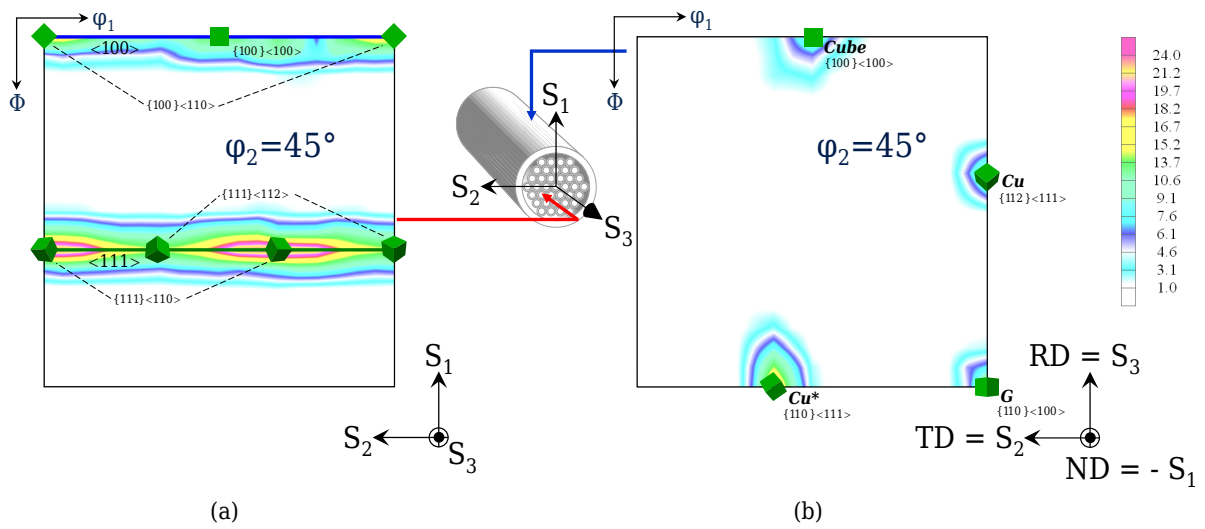 φ1
Φ
<100>
{100}<100>
{100}<110>
φ2=45°
{111}<112>
<111>
{111}<110>
S1
S2
S3
(a)
S1
S2
S3
φ1
Φ
Cube
{100}<100>
φ2=45°
Cu
{112}<111>
Cu*
{110}<111>
G
{110}<100>
RD = S3
TD = S2
ND = - S1
(b)
24.0
21.2
19.7
18.2
16.7
15.2
13.7
10.6
9.1
7.6
6.1
4.6
3.1
1.0